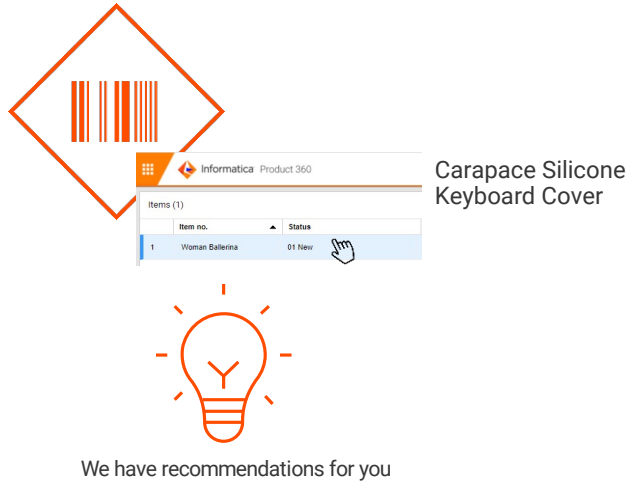 Informatica Product 360
Items (1)
Item no. Status
1 Woman Ballerina 01 New
Carapace Silicone
Keyboard Cover
We have recommendations for you